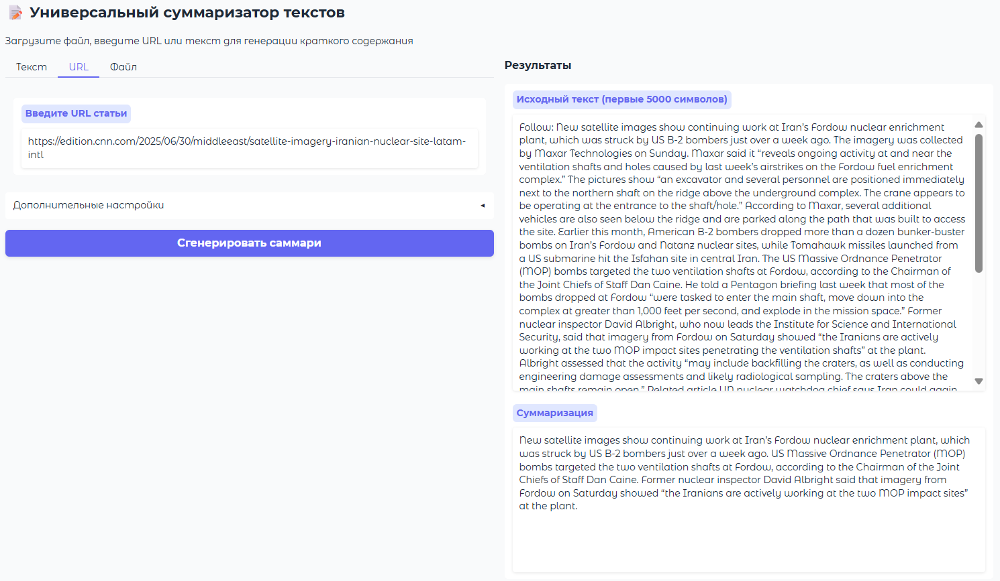 Универсальный суммаризатор текстов
Загрузите файл, введите URL или текст для генерации краткого содержания
Текст URL Файл
Введите URL статьи
https://edition.cnn.com/2025/06/30/middleeast/satellite-imagery-iranian-nuclear-site-latam-
intl
Дополнительные настройки
Сгенерировать саммари
Результаты
Исходный текст (первые 5000 символов)
Follow: New satellite images show continuing work at Iran’s Fordow nuclear enrichment
plant, which was struck by US B-2 bombers just over a week ago. The imagery was collected
by Maxar Technologies on Sunday. Maxar said it “reveals ongoing activity at and near the
ventilation shafts and holes caused by last week’s airstrikes on the Fordow fuel enrichment
complex.” The pictures show “an excavator and several personnel are positioned immediately
next to the northern shaft on the ridge above the underground complex. The crane appears to
be operating at the entrance to the shaft/hole.” According to Maxar, several additional
vehicles are also seen below the ridge and are parked along the path that was built to access
the site. Earlier this month, American B-2 bombers dropped more than a dozen bunker-buster
bombs on Iran’s Fordow and Natanz nuclear sites, while Tomahawk missiles launched from
a US submarine hit the Isfahan site in central Iran. The US Massive Ordnance Penetrator
(MOP) bombs targeted the two ventilation shafts at Fordow, according to the Chairman of
the Joint Chiefs of Staff Dan Caine. He told a Pentagon briefing last week that most of the
bombs dropped at Fordow “were tasked to enter the main shaft, move down into the
complex at greater than 1,000 feet per second, and explode in the mission space.” Former
nuclear inspector David Albright, who now leads the Institute for Science and International
Security, said that imagery from Fordow on Saturday showed “the Iranians are actively
working at the two MOP impact sites penetrating the ventilation shafts” at the plant.
Albright assessed that the activity “may include backfilling the craters, as well as conducting
engineering damage assessments and likely radiological sampling. The craters above the
main shafts remain open.” Related article UN nuclear watchdog chief says Iran could again
Суммаризация
New satellite images show continuing work at Iran’s Fordow nuclear enrichment plant, which
was struck by US B-2 bombers just over a week ago. US Massive Ordnance Penetrator (MOP)
bombs targeted the two ventilation shafts at Fordow, according to the Chairman of the Joint
Chiefs of Staff Dan Caine. Former nuclear inspector David Albright said that imagery from
Fordow on Saturday showed “the Iranians are actively working at the two MOP impact sites”
at the plant.